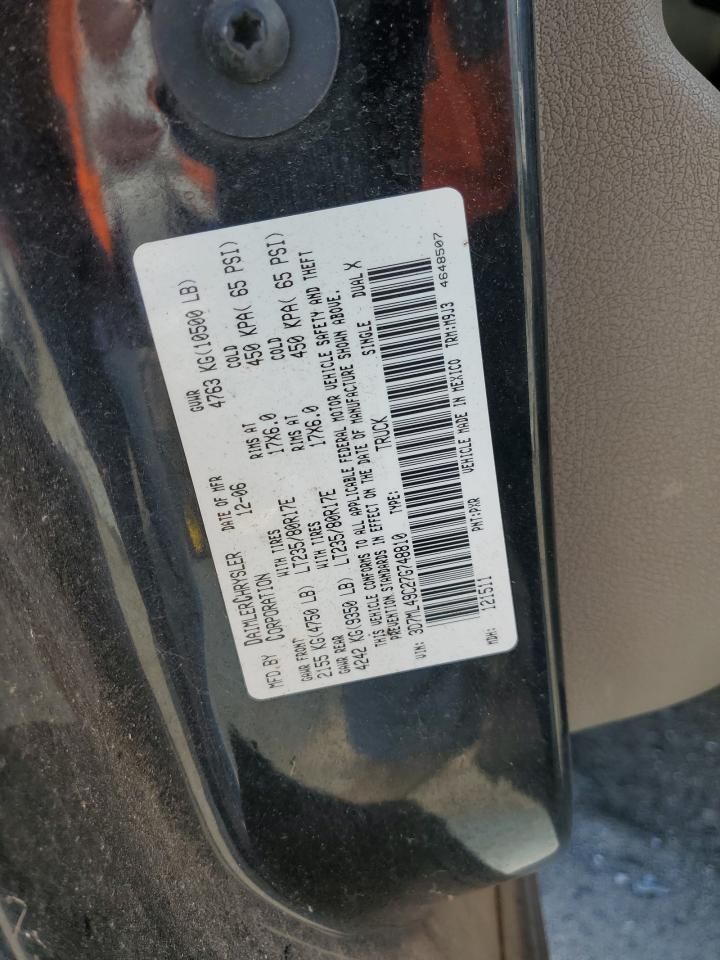 MFD.BY DAIMLERCHRYSLER CORPORATION
DATE OF MFR 12-06
GVWR 4763 KG(10500 LB)
GAWR FRONT WITH TIRES RIMS AT COLD
2155 KG(4750 LB) LT235/80R17E 17X6.0 450 KPA( 65 PSI)
GAWR REAR WITH TIRES RIMS AT COLD
4242 KG(9350 LB) LT235/80R17E 17X6.0 450 KPA( 65 PSI)
THIS VEHICLE CONFORMS TO ALL APPLICABLE FEDERAL MOTOR VEHICLE SAFETY AND THEFT
PREVENTION STANDARDS IN EFFECT ON THE DATE OF MANUFACTURE SHOWN ABOVE.
VIN: 3D7ML49C27G748810 TYPE: TRUCK SINGLE DUAL X
MDH: 121511 PNT:PXR VEHICLE MADE IN MEXICO TRM:M9J3
4648507